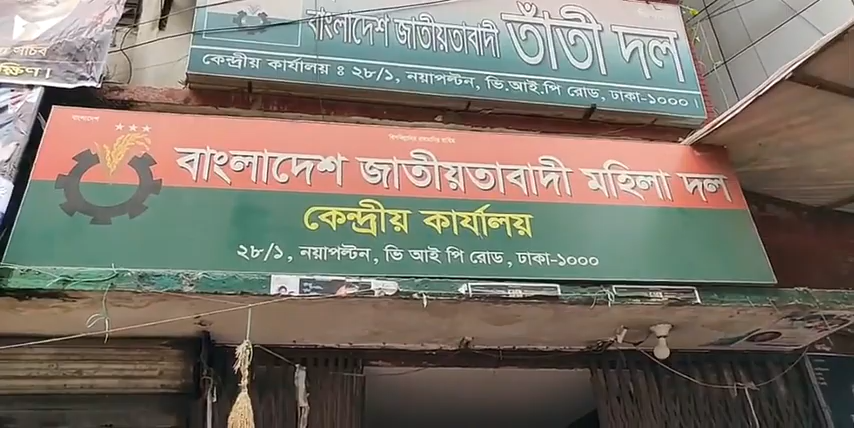 সচিব
ক্ষিণ।
বাংলাদেশ জাতীয়তাবাদী তাঁতী দল
কেন্দ্রীয় কার্যালয় ঃ ২৮/১, নয়াপল্টন, ভি.আই.পি রোড, ঢাকা-১০০০।
বাংলাদেশ জাতীয়তাবাদী মহিলা দল
কেন্দ্রীয় কার্যালয়
২৮/১, নয়াপল্টন, ভি আই পি রোড, ঢাকা-১০০০